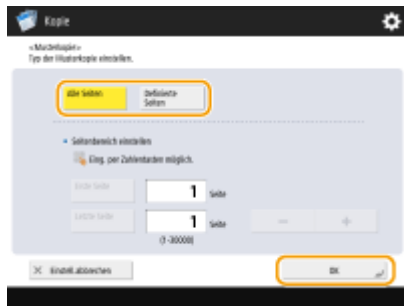 Kopie
<Musterkopie>
Typ der Musterkopie einstellen.
Alle Seiten
Definierte
Seiten
Seitenbereich einstellen
Eing. per Zahlentasten möglich.
Erste Seite
1 Seite
Letzte Seite
1 Seite
(1-30000)
− +
× Einstell.abbrechen
OK